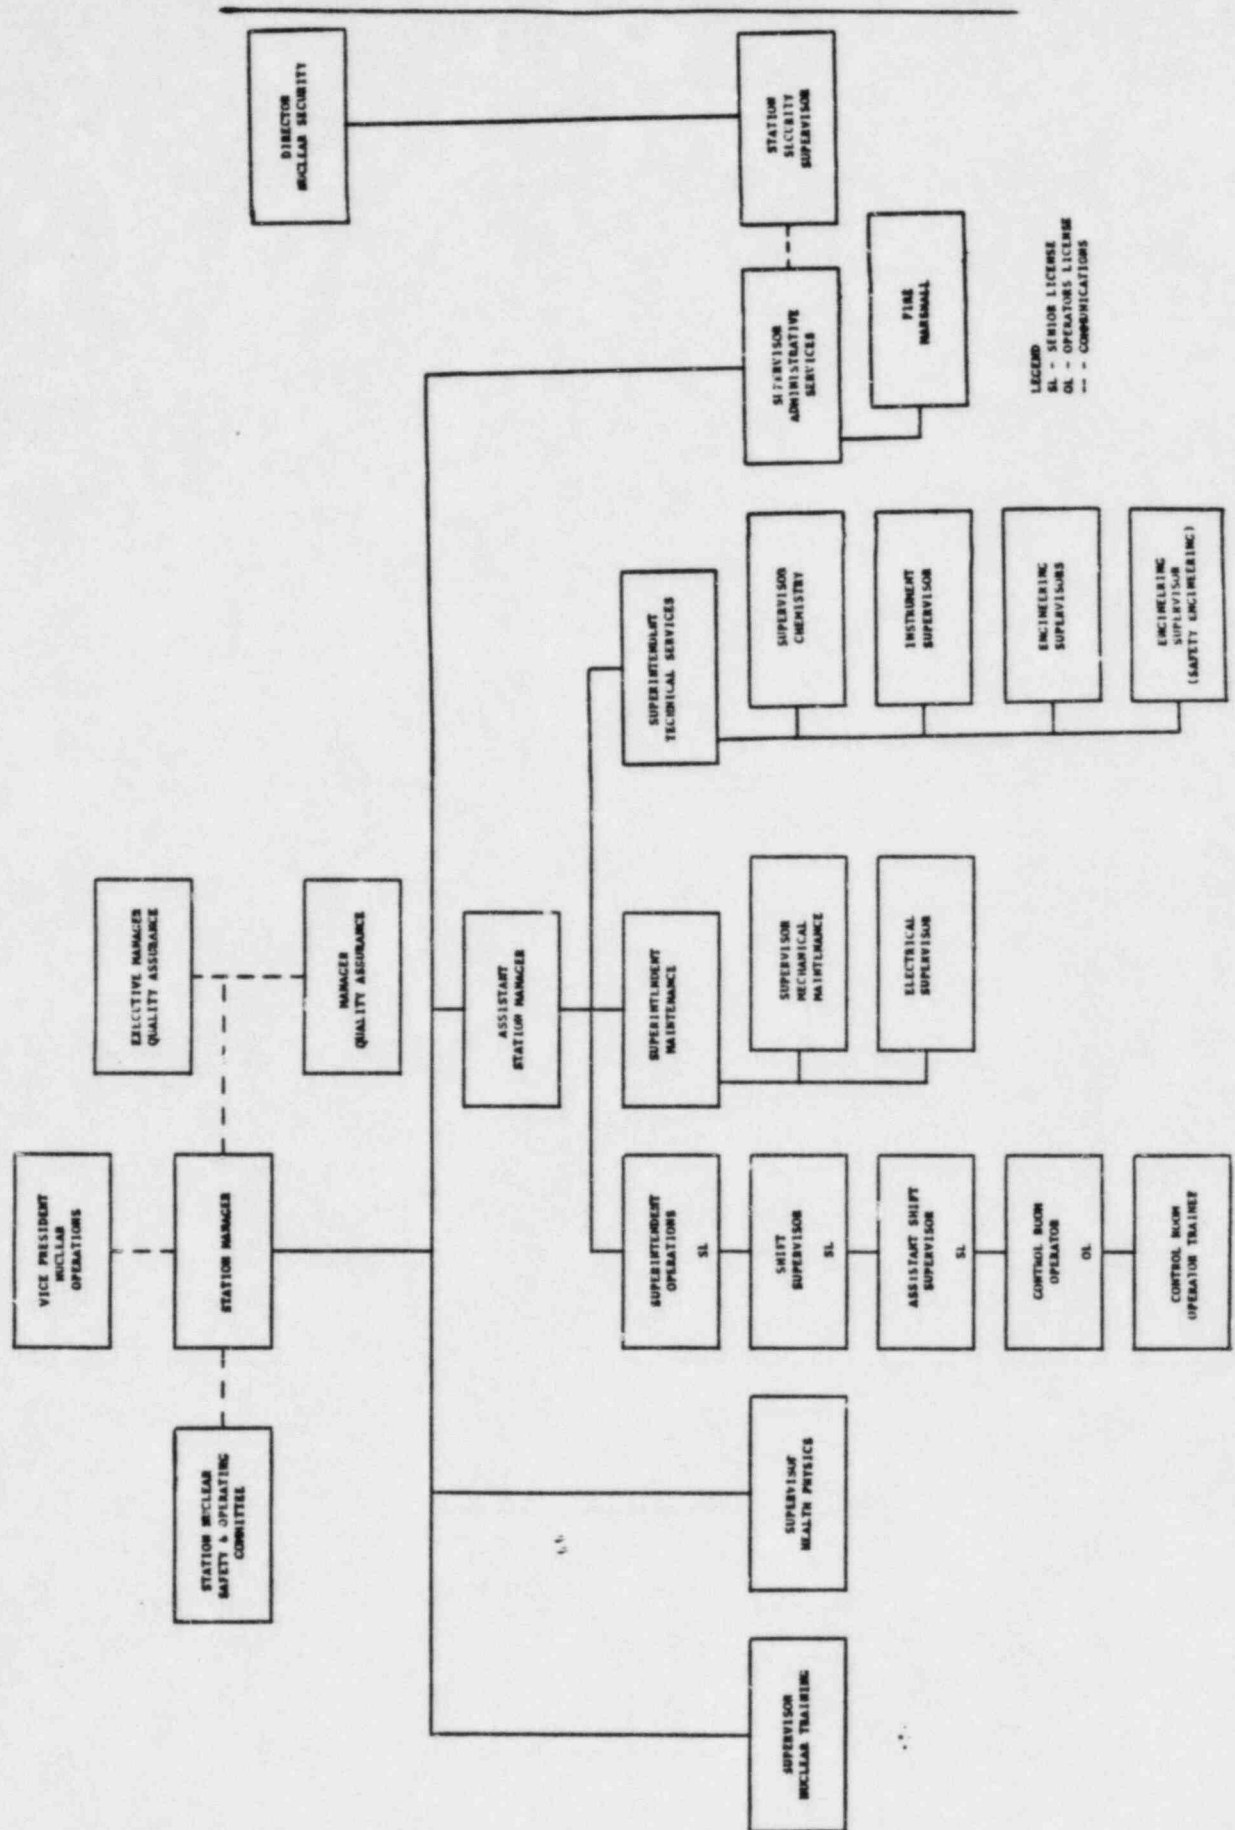 VICE PRESIDENT
NUCLEAR
OPERATIONS
STATION NUCLEAR
SAFETY & OPERATING
COMMITTEE
STATION MANAGER
EXECUTIVE MANAGER
QUALITY ASSURANCE
MANAGER
QUALITY ASSURANCE
DIRECTOR
NUCLEAR SECURITY
ASSISTANT
STATION MANAGER
SUPERINTENDENT
OPERATIONS
SL
SUPERINTENDENT
MAINTENANCE
SUPERINTENDENT
TECHNICAL SERVICES
SUPERVISOR
NUCLEAR TRAINING
SUPERVISOR
HEALTH PHYSICS
SHIFT
SUPERVISOR
SL
SUPERVISOR
MECHANICAL
MAINTENANCE
SUPERVISOR
CHEMISTRY
SUPERVISOR
ADMINISTRATIVE
SERVICES
STATION
SECURITY
SUPERVISOR
ASSISTANT SHIFT
SUPERVISOR
SL
ELECTRICAL
SUPERVISOR
INSTRUMENT
SUPERVISOR
FIRE
MARSHALL
CONTROL ROOM
OPERATOR
OL
ENGINEERING
SUPERVISORS
CONTROL ROOM
OPERATOR TRAINEE
ENGINEERING
SUPERVISOR
(SAFETY ENGINEERING)
LEGEND
SL - SENIOR LICENSE
OL - OPERATORS LICENSE
-- - COMMUNICATIONS